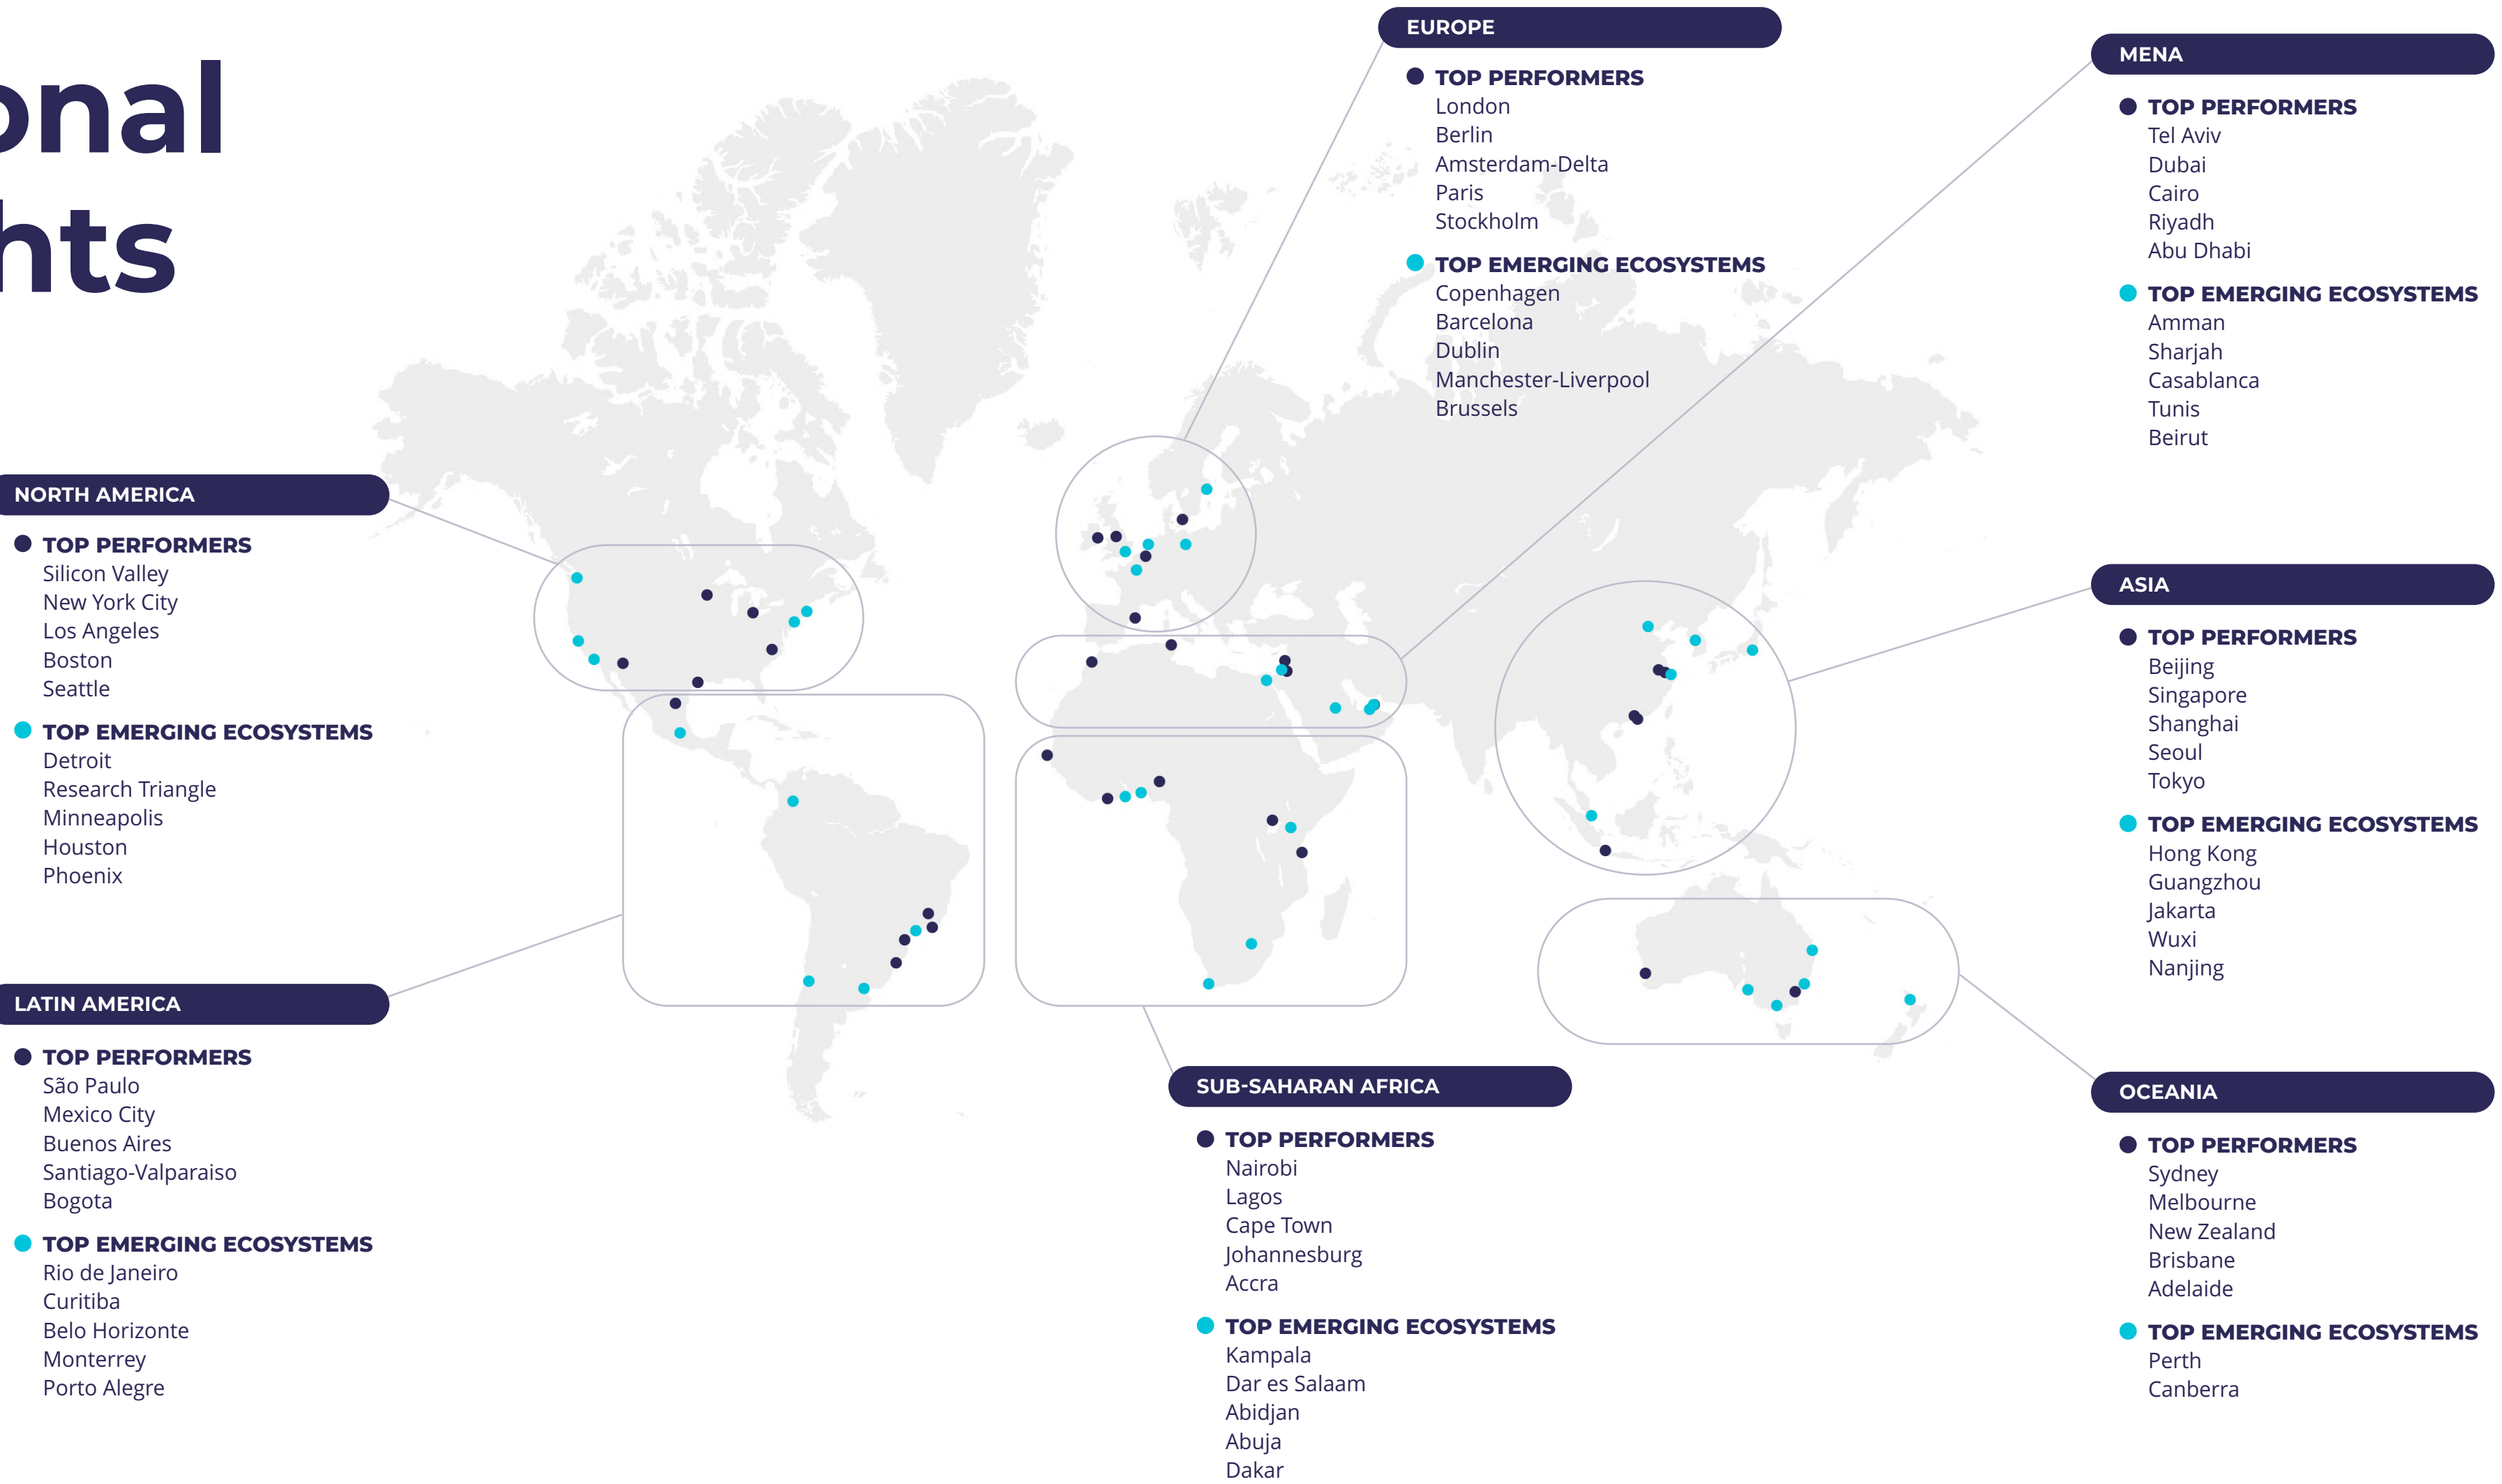 onal
hts
EUROPE
TOP PERFORMERS
London
Berlin
Amsterdam-Delta
Paris
Stockholm
TOP EMERGING ECOSYSTEMS
Copenhagen
Barcelona
Dublin
Manchester-Liverpool
Brussels
MENA
TOP PERFORMERS
Tel Aviv
Dubai
Cairo
Riyadh
Abu Dhabi
TOP EMERGING ECOSYSTEMS
Amman
Sharjah
Casablanca
Tunis
Beirut
NORTH AMERICA
TOP PERFORMERS
Silicon Valley
New York City
Los Angeles
Boston
Seattle
TOP EMERGING ECOSYSTEMS
Detroit
Research Triangle
Minneapolis
Houston
Phoenix
ASIA
TOP PERFORMERS
Beijing
Singapore
Shanghai
Seoul
Tokyo
TOP EMERGING ECOSYSTEMS
Hong Kong
Guangzhou
Jakarta
Wuxi
Nanjing
LATIN AMERICA
TOP PERFORMERS
São Paulo
Mexico City
Buenos Aires
Santiago-Valparaiso
Bogota
TOP EMERGING ECOSYSTEMS
Rio de Janeiro
Curitiba
Belo Horizonte
Monterrey
Porto Alegre
SUB-SAHARAN AFRICA
TOP PERFORMERS
Nairobi
Lagos
Cape Town
Johannesburg
Accra
TOP EMERGING ECOSYSTEMS
Kampala
Dar es Salaam
Abidjan
Abuja
Dakar
OCEANIA
TOP PERFORMERS
Sydney
Melbourne
New Zealand
Brisbane
Adelaide
TOP EMERGING ECOSYSTEMS
Perth
Canberra